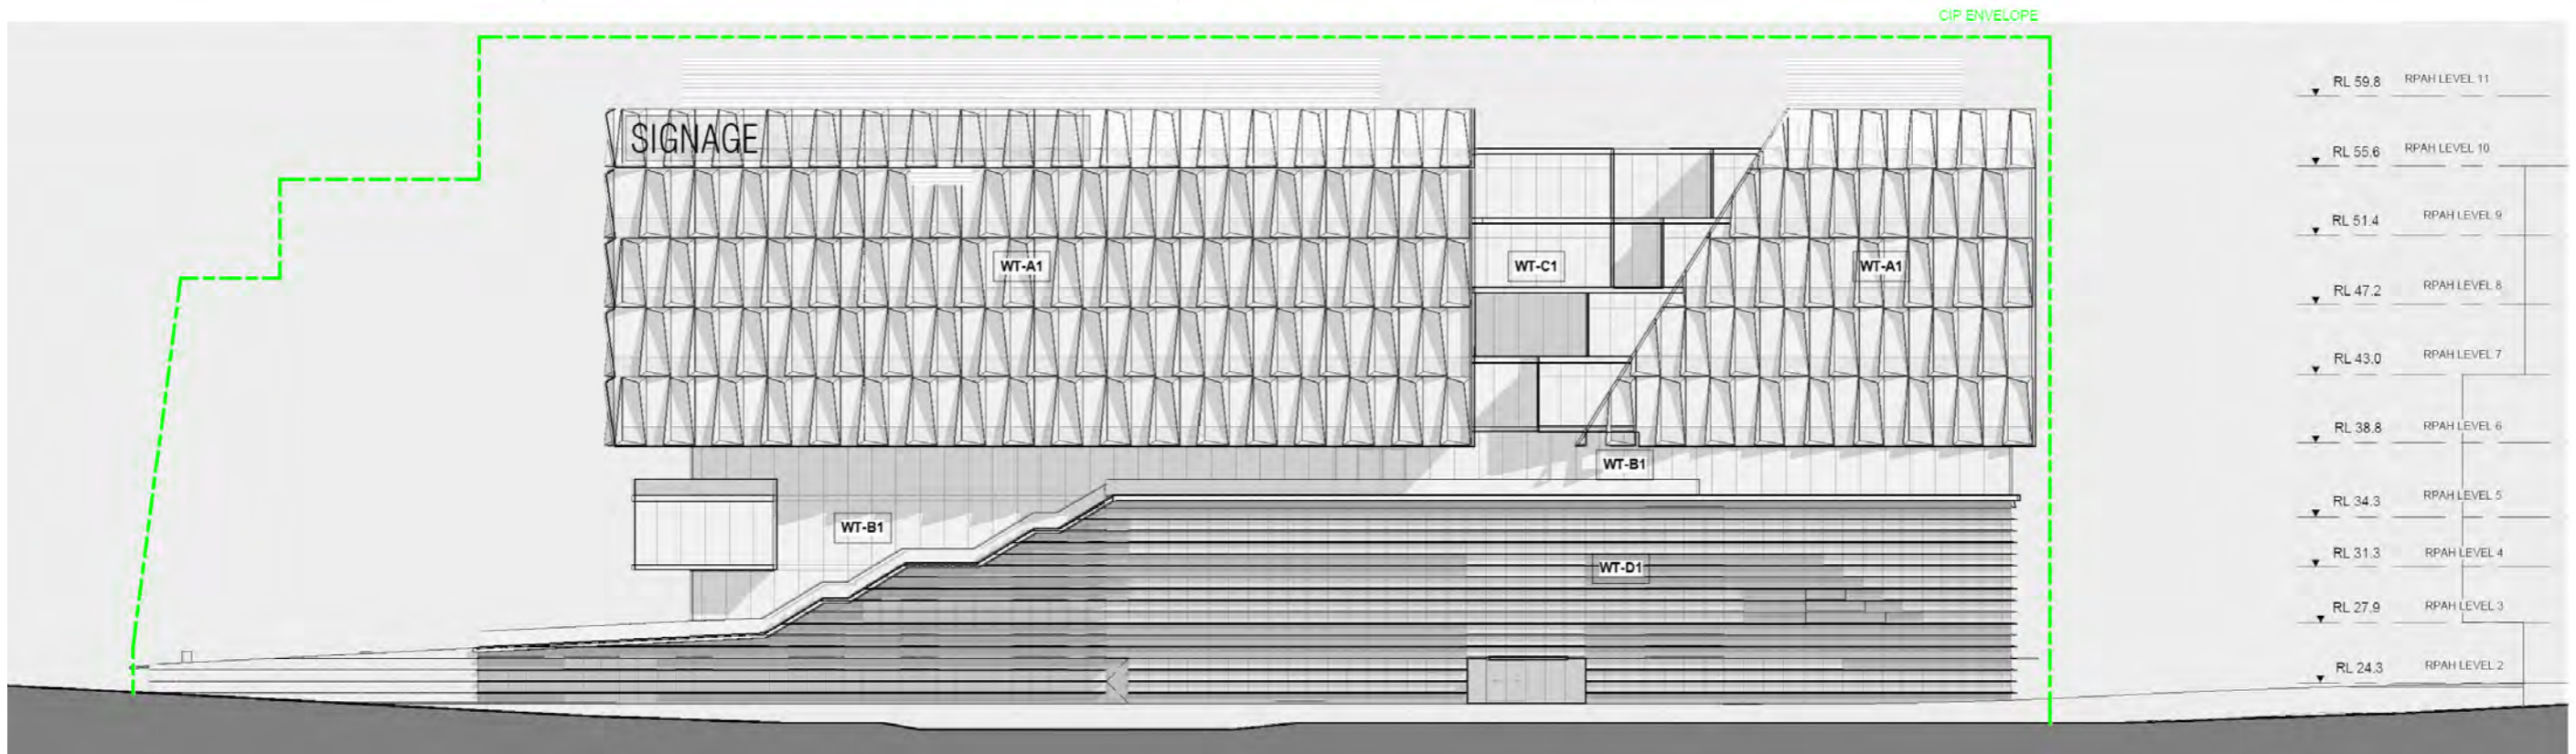 CIP ENVELOPE
RL 59.8 RPAH LEVEL 11
SIGNAGE
RL 55.6 RPAH LEVEL 10
RL 51.4 RPAH LEVEL 9
WT-A1 WT-C1 WT-A1
RL 47.2 RPAH LEVEL 8
RL 43.0 RPAH LEVEL 7
RL 38.8 RPAH LEVEL 6
WT-B1
RL 34.3 RPAH LEVEL 5
WT-B1
RL 31.3 RPAH LEVEL 4
WT-D1
RL 27.9 RPAH LEVEL 3
RL 24.3 RPAH LEVEL 2